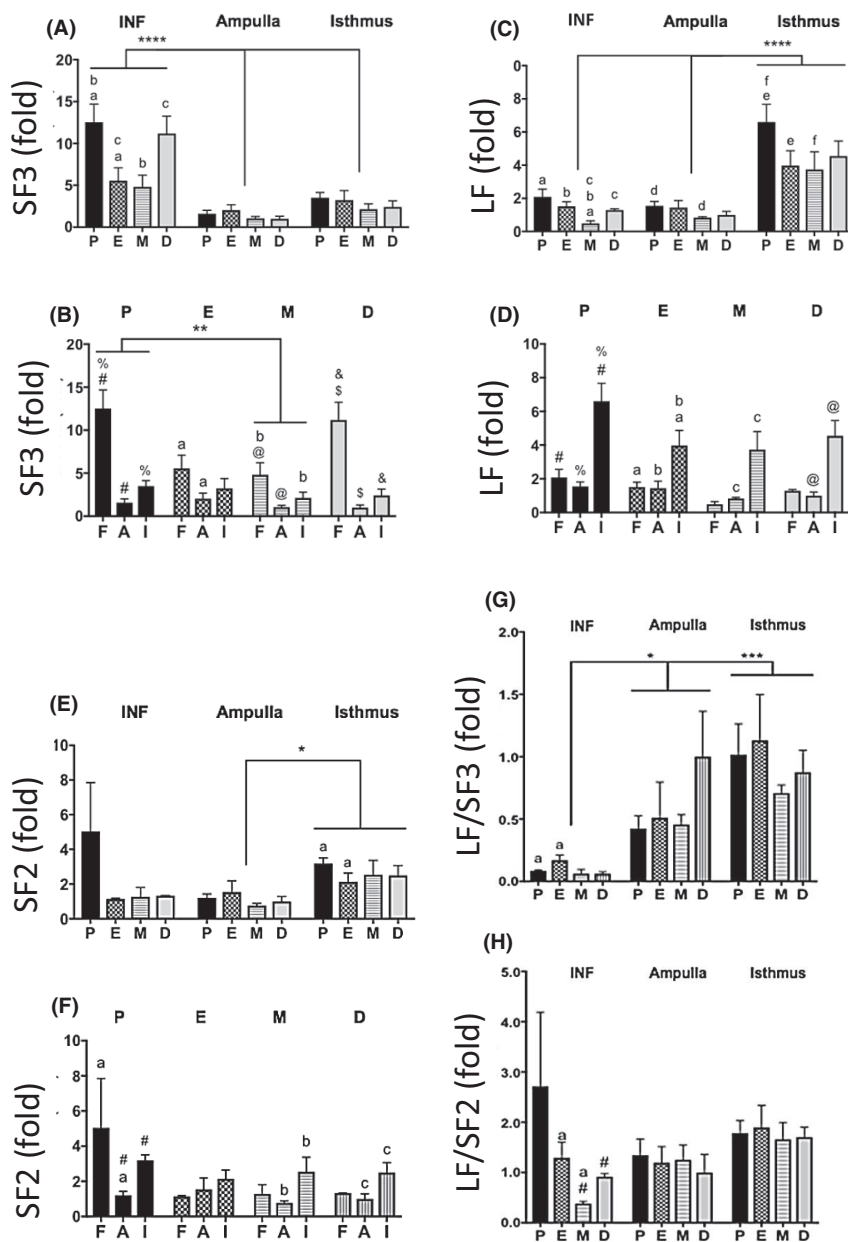 (A)
INF Ampulla Isthmus
****
SF3 (fold)
20
15
10
5
0
b
a
c
a
b
c
P E M D P E M D P E M D
(C)
INF Ampulla Isthmus
****
LF (fold)
0
8
6
4
2
0
a b c
b
a c d d f
e e f
P E M D P E M D P E M D
(B)
P E M D
**
SF3 (fold)
20
15
10
5
0
%
# # % a a b
@ @ b &
$ $ &
F A I F A I F A I F A I
(D)
P E M D
LF (fold)
10
8
6
4
2
0
# % %
# a b b
a c c @ @
F A I F A I F A I F A I
(E)
INF Ampulla Isthmus
*
SF2 (fold)
10
8
6
4
2
0
a a
P E M D P E M D P E M D
(G)
INF Ampulla Isthmus
* ***
LF/SF3 (fold)
2.0
1.5
1.0
0.5
0.0
a a
P E M D P E M D P E M D
(F)
P E M D
SF2 (fold)
10
8
6
4
2
0
a #
a # b b c c
F A I F A I F A I F A I
(H)
INF Ampulla Isthmus
LF/SF2 (fold)
5.0
4.0
3.0
2.0
1.0
0.0
a a
# #
P E M D P E M D P E M D